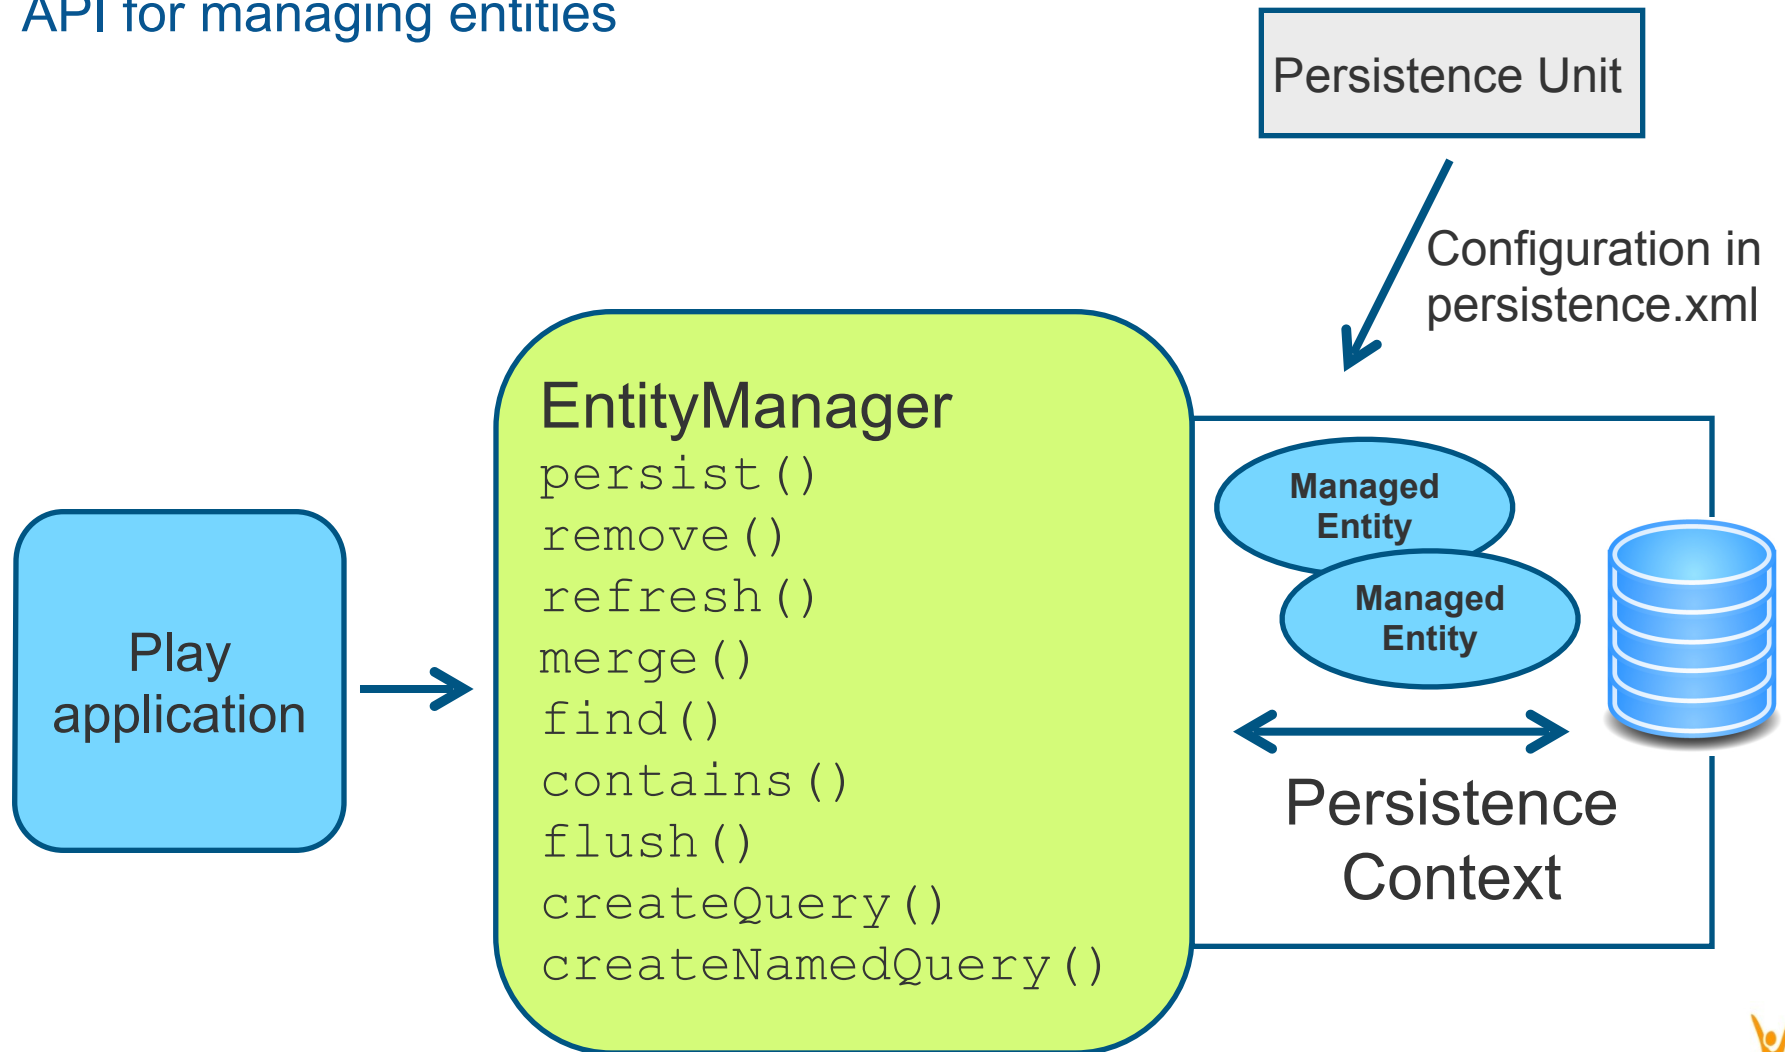 API for managing entities
Persistence Unit
Configuration in
persistence.xml
EntityManager
persist()
remove()
refresh()
merge()
find()
contains()
flush()
createQuery()
createNamedQuery()
Play
application
Managed
Entity
Managed
Entity
Persistence
Context